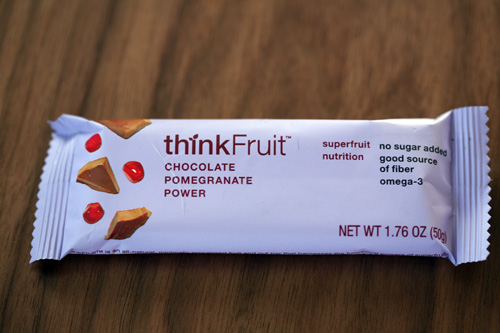 thinkFruit™
CHOCOLATE
POMEGRANATE
POWER
superfruit
nutrition
no sugar added
good source
of fiber
omega-3
NET WT 1.76 OZ (50g)